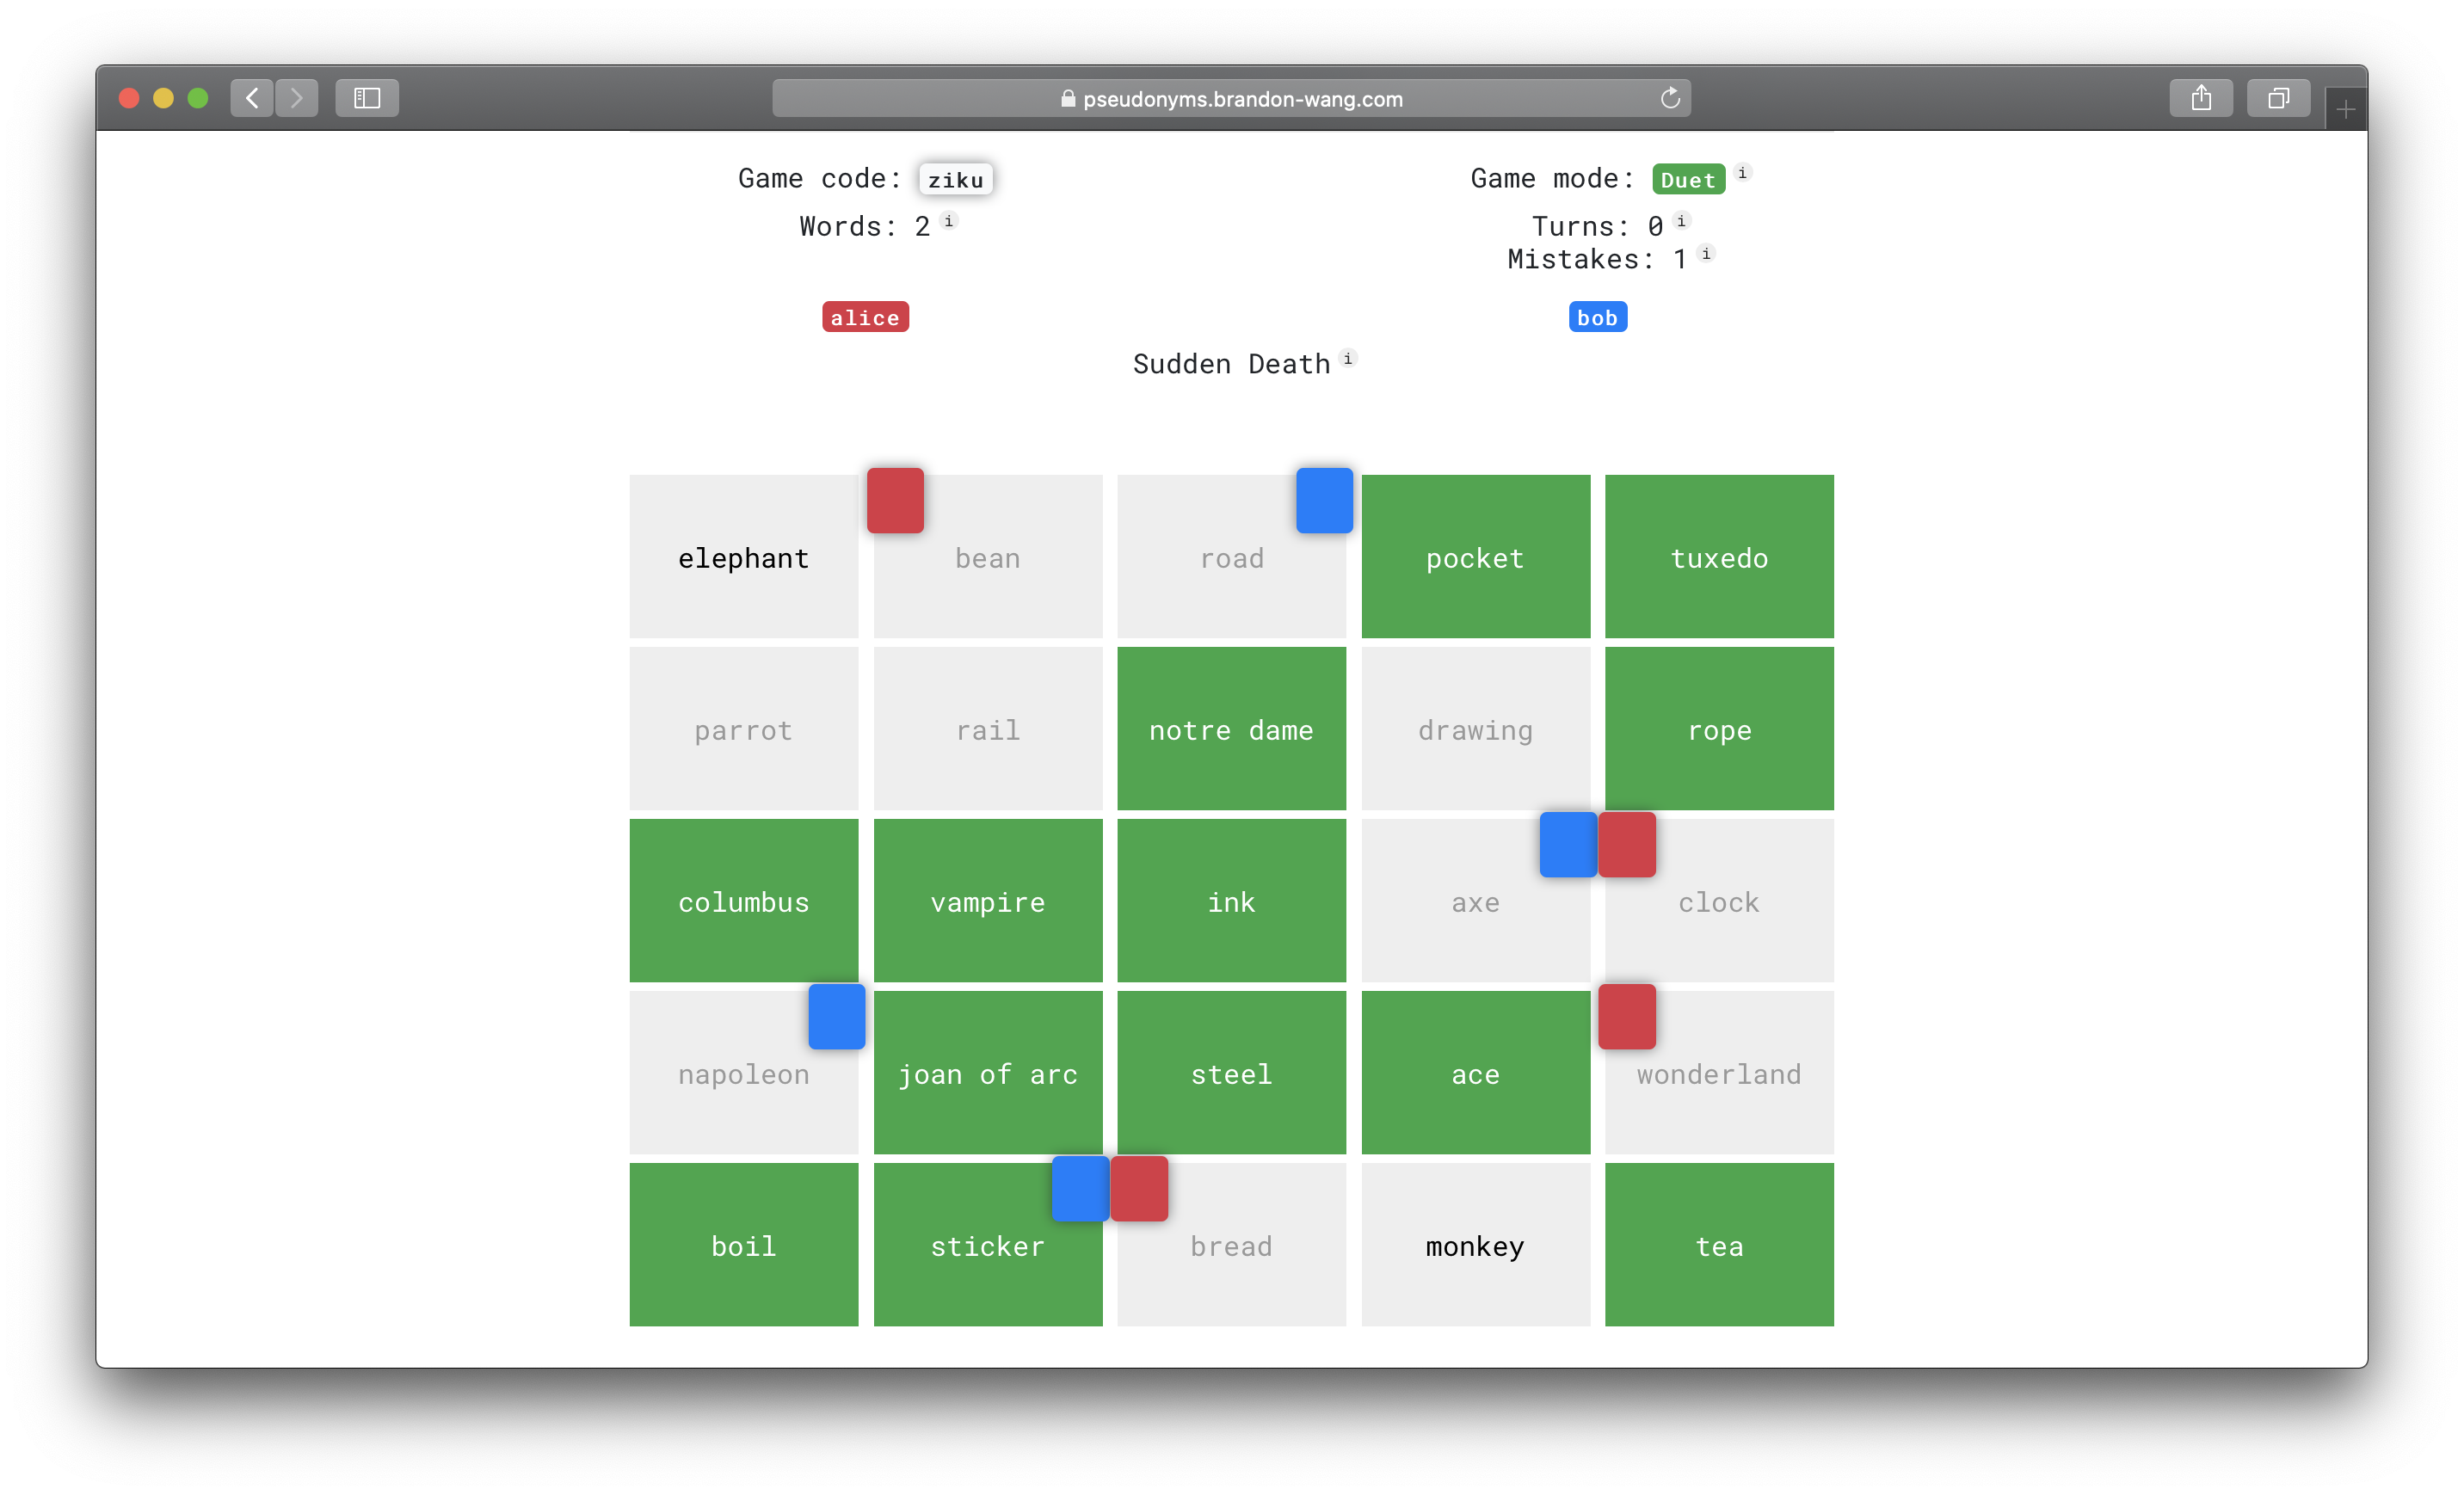 pseudonyms.brandon-wang.com
Game code: ziku
Game mode: Duet i
Words: 2 i
Turns: 0 i
Mistakes: 1 i
alice
bob
Sudden Death i
elephant bean road pocket tuxedo
parrot rail notre dame drawing rope
columbus vampire ink axe clock
napoleon joan of arc steel ace wonderland
boil sticker bread monkey tea